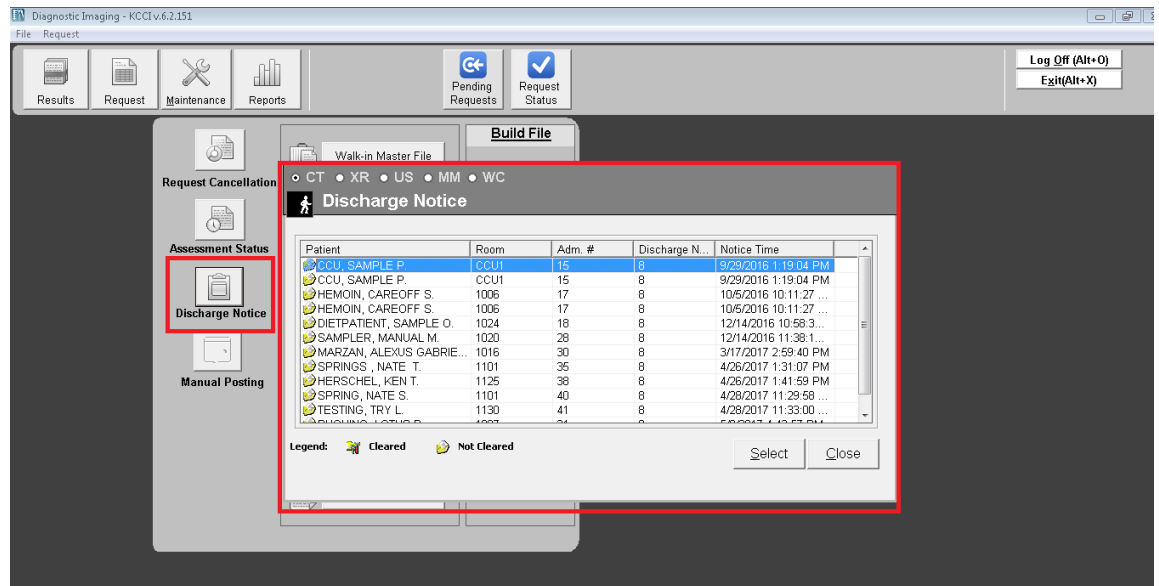 Diagnostic Imaging - KCCI v.6.2.151
File Request
Results
Request
Maintenance
Reports
Pending Requests
Request Status
Log Off (Alt+O)
Exit(Alt+X)
Build File
Walk-in Master File
Request Cancellation
Assessment Status
Discharge Notice
Manual Posting
CT XR US MM WC
Discharge Notice
Patient Room Adm. # Discharge N... Notice Time
CCU, SAMPLE P. CCU1 15 8 9/29/2016 1:19:04 PM
CCU, SAMPLE P. CCU1 15 8 9/29/2016 1:19:04 PM
HEMOIN, CAREOFF S. 1006 17 8 10/5/2016 10:11:27 ...
HEMOIN, CAREOFF S. 1006 17 8 10/5/2016 10:11:27 ...
DIETPATIENT, SAMPLE O. 1024 18 8 12/14/2016 10:58:3...
SAMPLER, MANUAL M. 1020 28 8 12/14/2016 11:38:1...
MARZAN, ALEXUS GABRIE... 1016 30 8 3/17/2017 2:59:40 PM
SPRINGS , NATE T. 1101 35 8 4/26/2017 1:31:07 PM
HERSCHEL, KEN T. 1125 38 8 4/26/2017 1:41:59 PM
SPRING, NATE S. 1101 40 8 4/28/2017 11:29:58 ...
TESTING, TRY L. 1130 41 8 4/28/2017 11:33:00 ...
Legend: Cleared Not Cleared
Select
Close